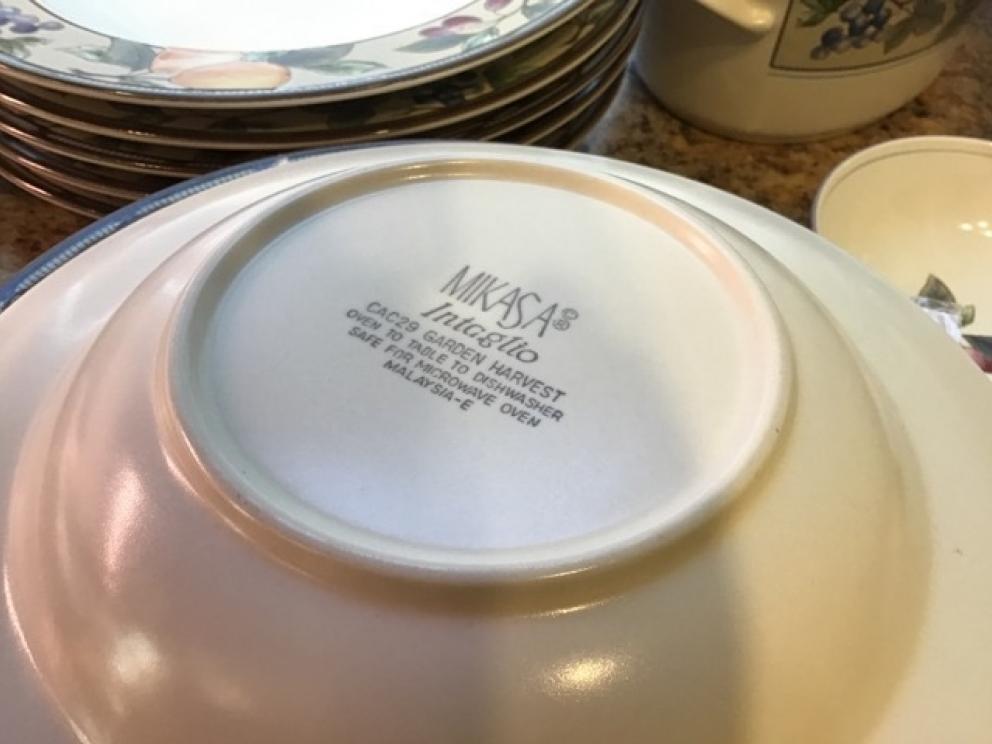 MIKASA©®
Intaglio
CAC29 GARDEN HARVEST
OVEN TO TABLE TO DISHWASHER
SAFE FOR MICROWAVE OVEN
MALAYSIA-E